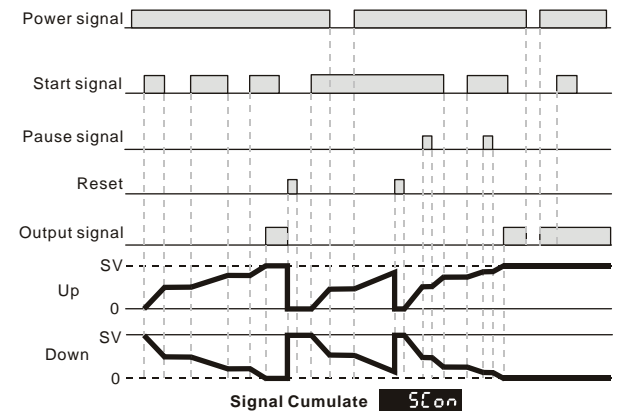 Power signal
Start signal
Pause signal
Reset
Output signal
SV
Up
0
SV
Down
0
Signal Cumulate SCon